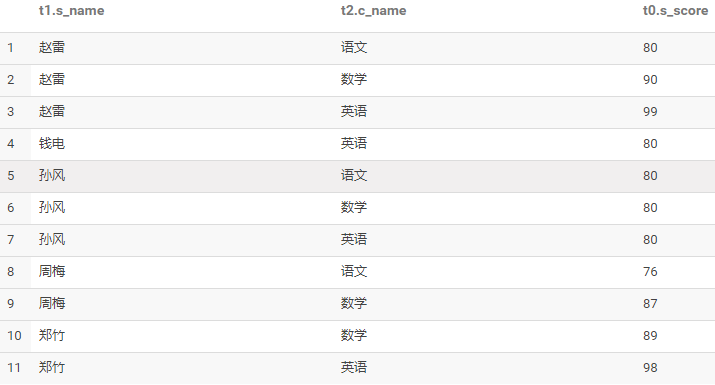 t1.s_name t2.c_name t0.s_score
1 赵雷 语文 80
2 赵雷 数学 90
3 赵雷 英语 99
4 钱电 英语 80
5 孙风 语文 80
6 孙风 数学 80
7 孙风 英语 80
8 周梅 语文 76
9 周梅 数学 87
10 郑竹 数学 89
11 郑竹 英语 98